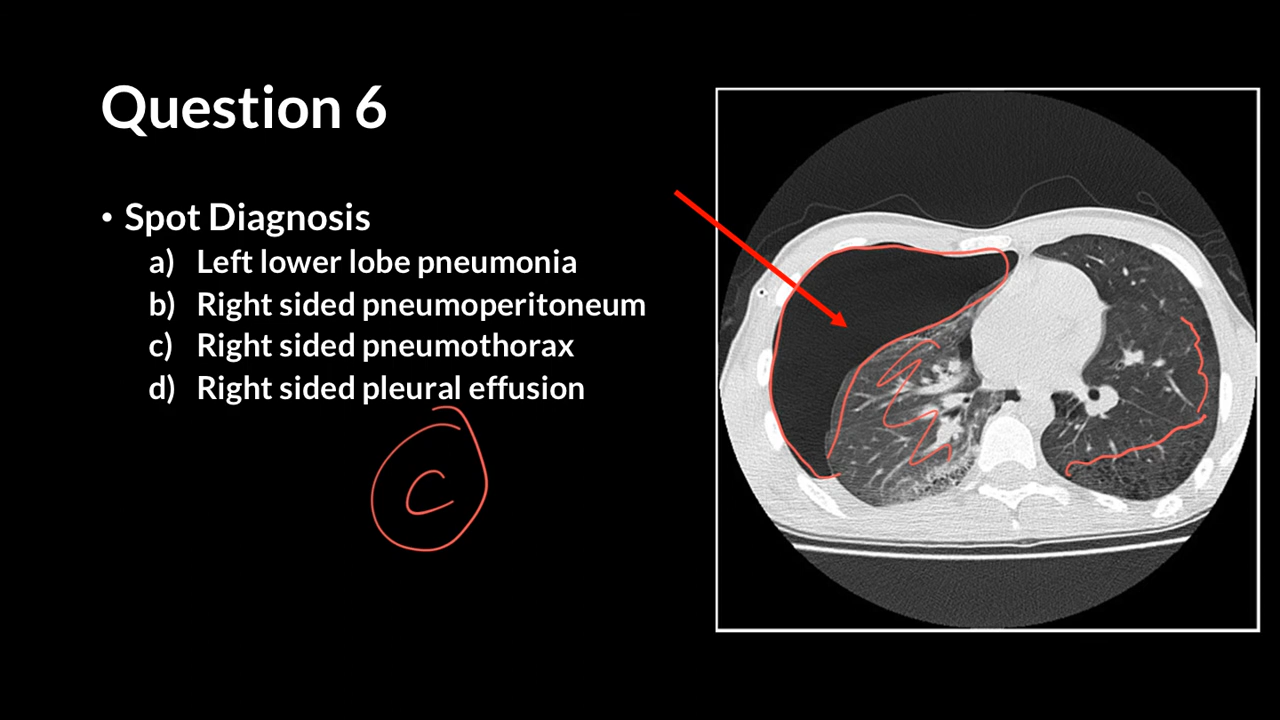 Question 6
• Spot Diagnosis
a) Left lower lobe pneumonia
b) Right sided pneumoperitoneum
c) Right sided pneumothorax
d) Right sided pleural effusion
C